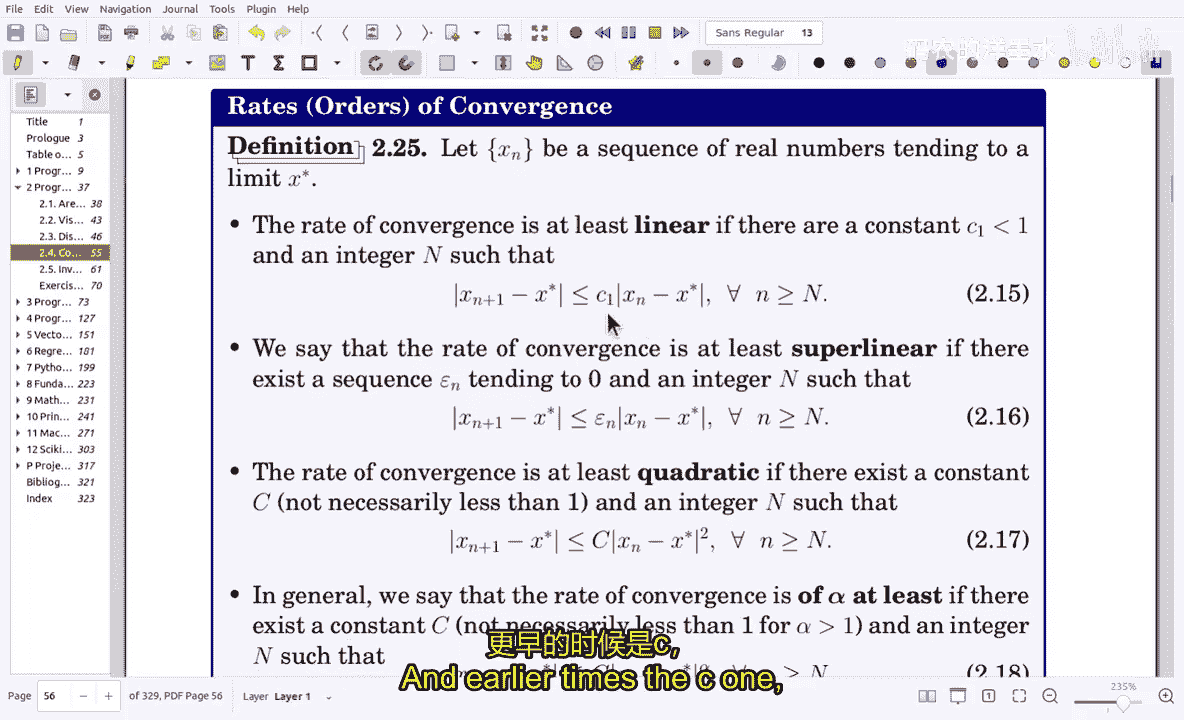 File Edit View Navigation Journal Tools Plugin Help
Sans Regular 13
Title 1
Prologue 3
Table o... 5
1 Progr... 9
2 Progr... 37
2.1. Are... 38
2.2. Vis... 43
2.3. Dis... 46
2.4. Co... 55
2.5. Inv... 61
Exercis... 70
3 Progr... 73
4 Progr... 127
5 Vecto... 151
6 Regre... 181
7 Pytho... 199
8 Funda... 223
9 Math... 231
10 Prin... 241
11 Mac... 271
12 Sciki... 303
P Proje... 317
Bibliog... 321
Index 323
Rates (Orders) of Convergence
Definition 2.25. Let {xₙ} be a sequence of real numbers tending to a
limit x*.
• The rate of convergence is at least linear if there are a constant c₁ < 1
and an integer N such that
|xₙ₊₁ − x*| ≤ c₁|xₙ − x*|, ∀ n ≥ N. (2.15)
• We say that the rate of convergence is at least superlinear if there
exist a sequence εₙ tending to 0 and an integer N such that
|xₙ₊₁ − x*| ≤ εₙ|xₙ − x*|, ∀ n ≥ N. (2.16)
• The rate of convergence is at least quadratic if there exist a constant
C (not necessarily less than 1) and an integer N such that
|xₙ₊₁ − x*| ≤ C|xₙ − x*|², ∀ n ≥ N. (2.17)
• In general, we say that the rate of convergence is of α at least if there
exist a constant C (not necessarily less than 1 for α > 1) and an integer
N such that
≥ N. (2.18)
更早的时候是c,
And earlier times the c one,
Page 56 of 329, PDF Page 56 Layer Layer 1 235%